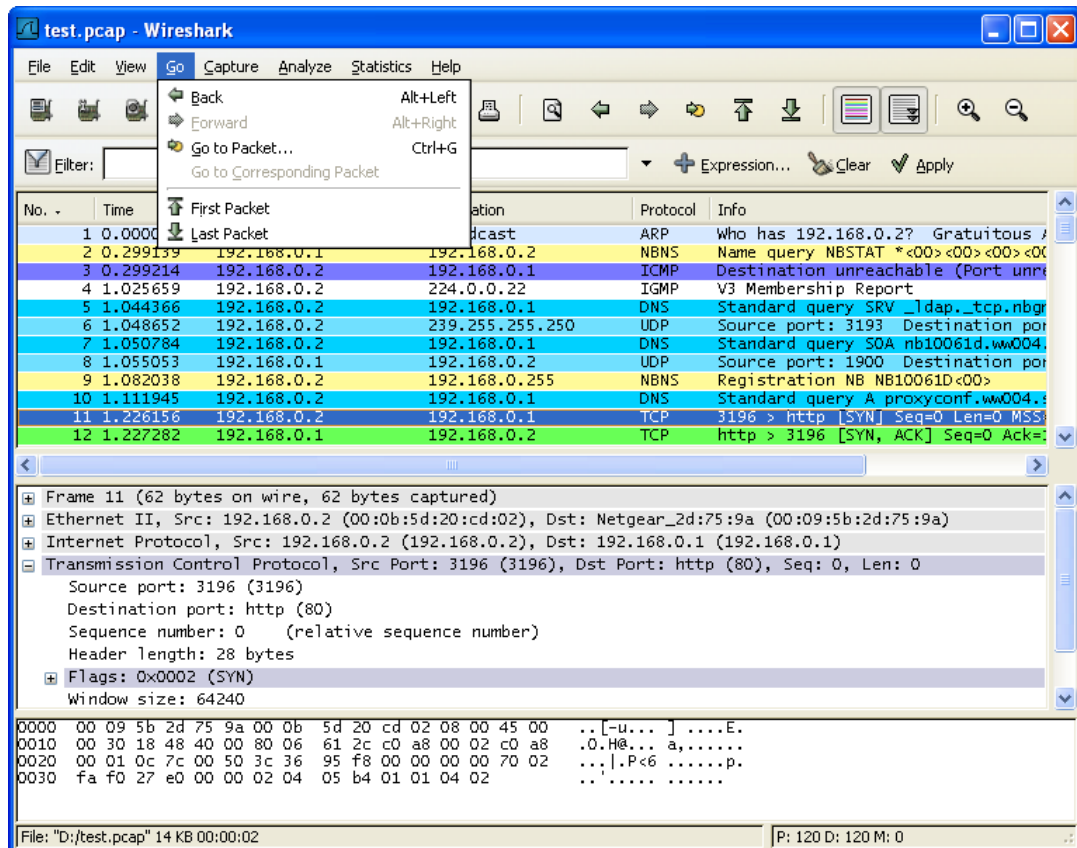 test.pcap - Wireshark
File Edit View Go Capture Analyze Statistics Help
Back Alt+Left
Forward Alt+Right
Go to Packet... Ctrl+G
Go to Corresponding Packet
First Packet
Last Packet
Filter: Expression... Clear Apply
No. Time Protocol Info
1 ARP Who has 192.168.0.2? Gratuitous
2 0.299139 192.168.0.1 192.168.0.2 NBNS Name query NBSTAT *<00><00><00><00
3 0.299214 192.168.0.2 192.168.0.1 ICMP Destination unreachable (Port unre
4 1.025659 192.168.0.2 224.0.0.22 IGMP V3 Membership Report
5 1.044366 192.168.0.2 192.168.0.1 DNS Standard query SRV _ldap._tcp.nbgr
6 1.048652 192.168.0.2 239.255.255.250 UDP Source port: 3193 Destination por
7 1.050784 192.168.0.2 192.168.0.1 DNS Standard query SOA nb10061d.ww004.
8 1.055053 192.168.0.1 192.168.0.2 UDP Source port: 1900 Destination por
9 1.082038 192.168.0.2 192.168.0.255 NBNS Registration NB NB10061D<00>
10 1.111945 192.168.0.2 192.168.0.1 DNS Standard query A proxyconf.ww004.s
11 1.226156 192.168.0.2 192.168.0.1 TCP 3196 > http [SYN] Seq=0 Len=0 MSS
12 1.227282 192.168.0.1 192.168.0.2 TCP http > 3196 [SYN, ACK] Seq=0 Ack=
Frame 11 (62 bytes on wire, 62 bytes captured)
Ethernet II, Src: 192.168.0.2 (00:0b:5d:20:cd:02), Dst: Netgear_2d:75:9a (00:09:5b:2d:75:9a)
Internet Protocol, Src: 192.168.0.2 (192.168.0.2), Dst: 192.168.0.1 (192.168.0.1)
Transmission Control Protocol, Src Port: 3196 (3196), Dst Port: http (80), Seq: 0, Len: 0
Source port: 3196 (3196)
Destination port: http (80)
Sequence number: 0 (relative sequence number)
Header length: 28 bytes
Flags: 0x0002 (SYN)
Window size: 64240
0000 00 09 5b 2d 75 9a 00 0b 5d 20 cd 02 08 00 45 00 ..[-u... ] ....E.
0010 00 30 18 48 40 00 80 06 61 2c c0 a8 00 02 c0 a8 .0.H@... a,......
0020 00 01 0c 7c 00 50 3c 36 95 f8 00 00 00 00 70 02 ...|.P<6 ......p.
0030 fa f0 27 e0 00 00 02 04 05 b4 01 01 04 02 ..'..... ......
File: "D:/test.pcap" 14 KB 00:00:02 P: 120 D: 120 M: 0